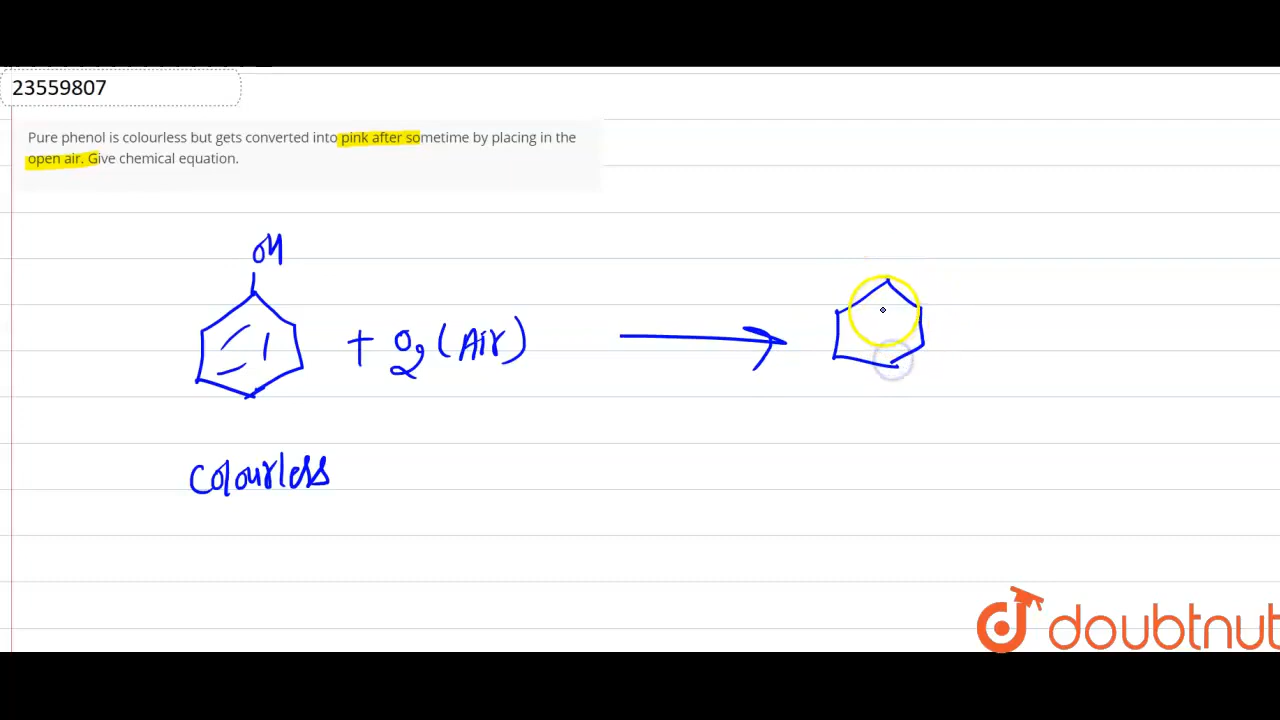 23559807
Pure phenol is colourless but gets converted into pink after sometime by placing in the
open air. Give chemical equation.
OH
+ O2 (Air)
Colourless
doubtnut